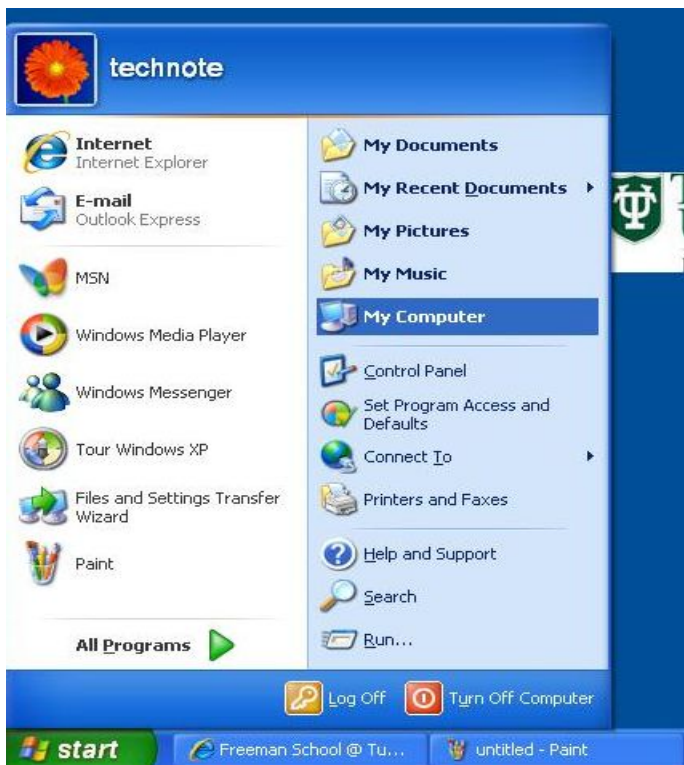 technote
Internet
Internet Explorer
E-mail
Outlook Express
MSN
Windows Media Player
Windows Messenger
Tour Windows XP
Files and Settings Transfer
Wizard
Paint
All Programs
My Documents
My Recent Documents
My Pictures
My Music
My Computer
Control Panel
Set Program Access and
Defaults
Connect To
Printers and Faxes
Help and Support
Search
Run...
Log Off
Turn Off Computer
start
Freeman School @ Tu...
untitled - Paint